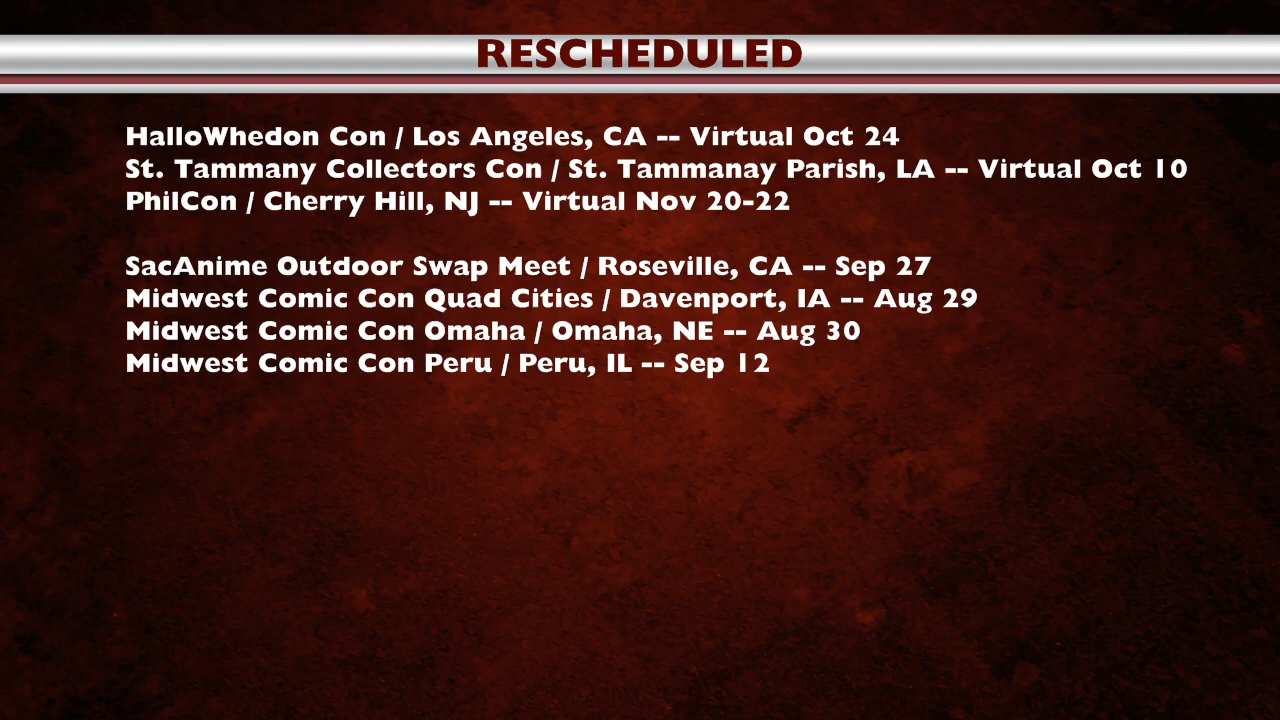 RESCHEDULED
HalloWhedon Con / Los Angeles, CA -- Virtual Oct 24
St. Tammany Collectors Con / St. Tammanay Parish, LA -- Virtual Oct 10
PhilCon / Cherry Hill, NJ -- Virtual Nov 20-22
SacAnime Outdoor Swap Meet / Roseville, CA -- Sep 27
Midwest Comic Con Quad Cities / Davenport, IA -- Aug 29
Midwest Comic Con Omaha / Omaha, NE -- Aug 30
Midwest Comic Con Peru / Peru, IL -- Sep 12